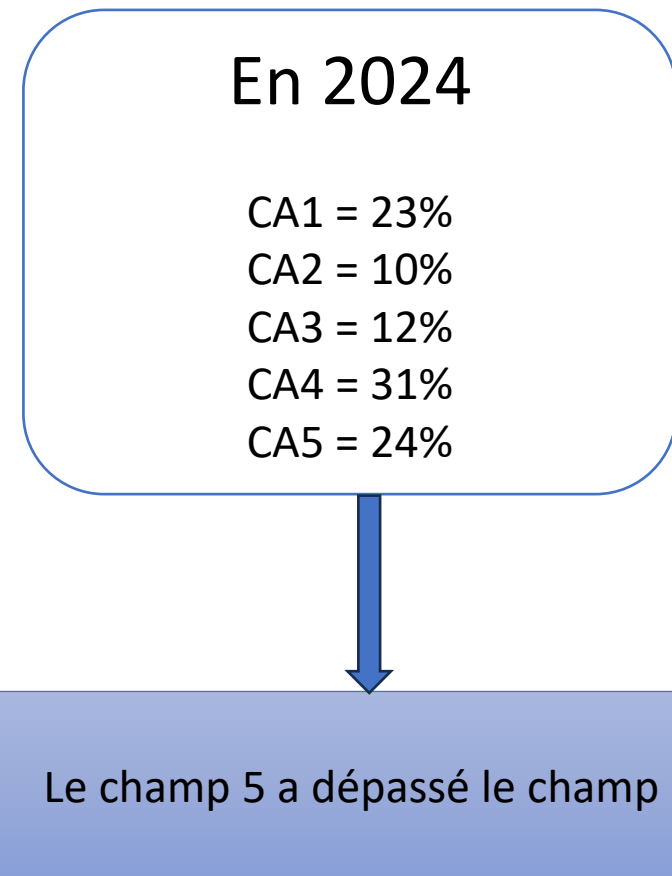 En 2024
CA1 = 23%
CA2 = 10%
CA3 = 12%
CA4 = 31%
CA5 = 24%
Le champ 5 a dépassé le champ